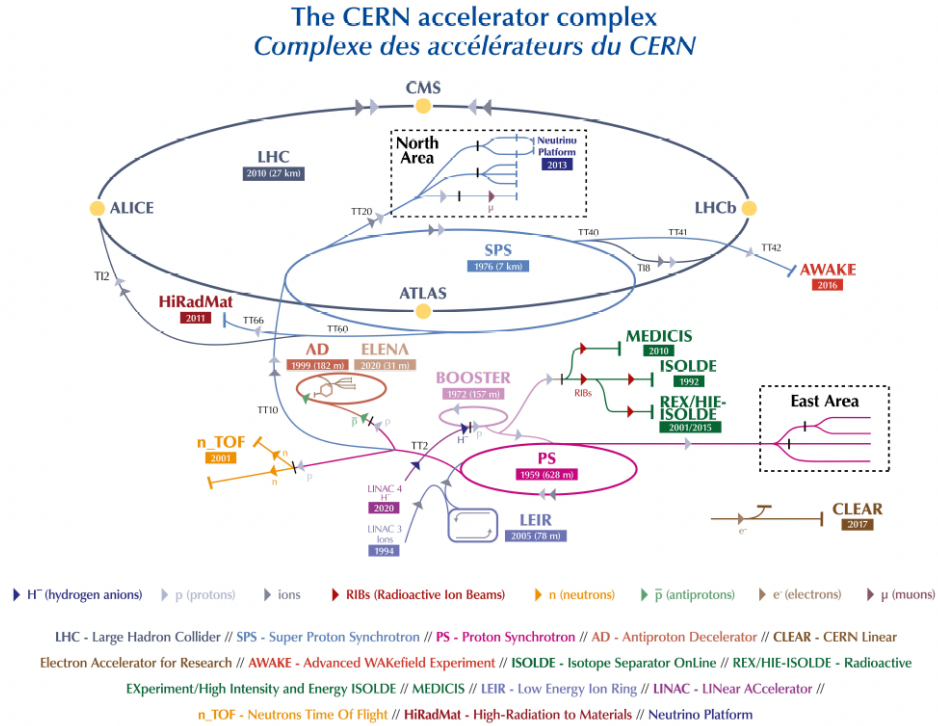 The CERN accelerator complex
Complexe des accélérateurs du CERN
CMS
North
Area
Neutrino
Platform
2013
LHC
2010 (27 km)
μ
ALICE
TT20
LHCb
TT40
TT41
SPS
1976 (7 km)
TT42
TI2
TI8
AWAKE
2016
HiRadMat
2011
ATLAS
TT66
TT60
MEDICIS
2010
AD
1999 (182 m)
ELENA
2020 (31 m)
ISOLDE
1992
BOOSTER
1972 (157 m)
RIBs
REX/HIE-
ISOLDE
2001/2015
East Area
TT10
p̄
p
H⁻
p
TT2
n_TOF
2001
n
n
p
PS
1959 (628 m)
LINAC 4
H⁻
2020
LINAC 3
Ions
1994
LEIR
2005 (78 m)
e⁻
CLEAR
2017
H⁻ (hydrogen anions)
p (protons)
ions
RIBs (Radioactive Ion Beams)
n (neutrons)
p̄ (antiprotons)
e⁻ (electrons)
μ (muons)
LHC - Large Hadron Collider // SPS - Super Proton Synchrotron // PS - Proton Synchrotron // AD - Antiproton Decelerator // CLEAR - CERN Linear
Electron Accelerator for Research // AWAKE - Advanced WAKefield Experiment // ISOLDE - Isotope Separator OnLine // REX/HIE-ISOLDE - Radioactive
EXperiment/High Intensity and Energy ISOLDE // MEDICIS // LEIR - Low Energy Ion Ring // LINAC - LINear ACcelerator //
n_TOF - Neutrons Time Of Flight // HiRadMat - High-Radiation to Materials // Neutrino Platform